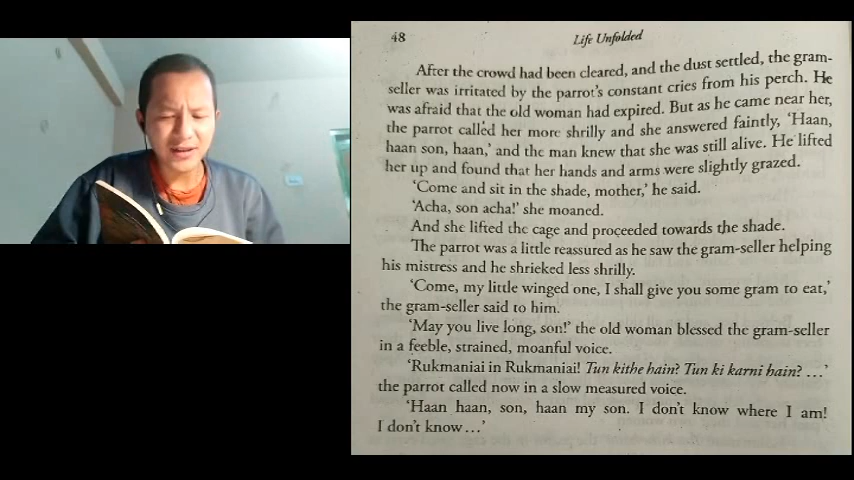 48
Life Unfolded
After the crowd had been cleared, and the dust settled, the gram-
seller was irritated by the parrot's constant cries from his perch. He
was afraid that the old woman had expired. But as he came near her,
the parrot called her more shrilly and she answered faintly, 'Haan,
haan son, haan,' and the man knew that she was still alive. He lifted
her up and found that her hands and arms were slightly grazed.
'Come and sit in the shade, mother,' he said.
'Acha, son acha!' she moaned.
And she lifted the cage and proceeded towards the shade.
The parrot was a little reassured as he saw the gram-seller helping
his mistress and he shrieked less shrilly.
'Come, my little winged one, I shall give you some gram to eat,'
the gram-seller said to him.
'May you live long, son!' the old woman blessed the gram-seller
in a feeble, strained, moanful voice.
'Rukmaniai in Rukmaniai! Tun kithe hain? Tun ki karni hain? ...'
the parrot called now in a slow measured voice.
'Haan haan, son, haan my son. I don't know where I am!
I don't know...'